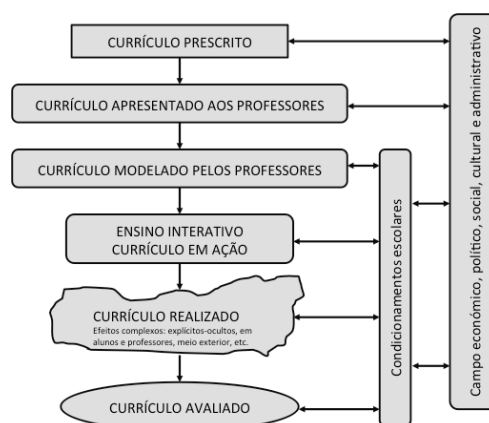 CURRÍCULO PRESCRITO
CURRÍCULO APRESENTADO AOS PROFESSORES
CURRÍCULO MODELADO PELOS PROFESSORES
ENSINO INTERATIVO
CURRÍCULO EM AÇÃO
CURRÍCULO REALIZADO
Efeitos complexos: explícitos-ocultos, em
alunos e professores, meio exterior, etc.
CURRÍCULO AVALIADO
Condicionamentos escolares
Campo económico, político, social, cultural e administrativo